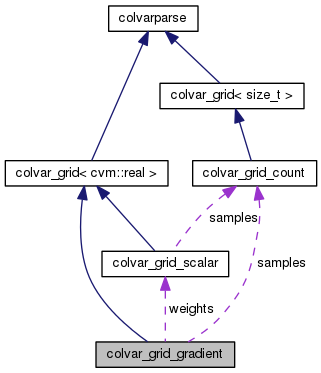 colvarparse
colvar_grid< size_t >
colvar_grid< cvm::real >
colvar_grid_count
samples
colvar_grid_scalar
samples
weights
colvar_grid_gradient